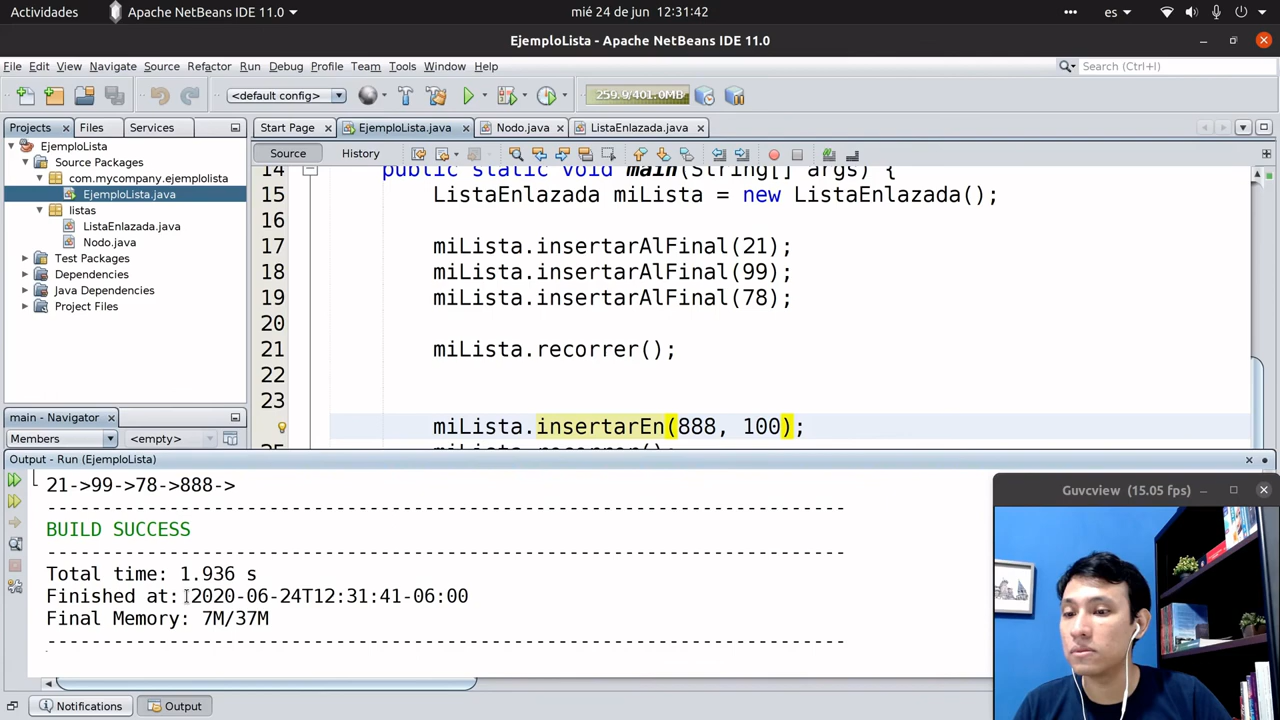 Actividades Apache NetBeans IDE 11.0 mié 24 de jun 12:31:42 es
EjemploLista - Apache NetBeans IDE 11.0
File Edit View Navigate Source Refactor Run Debug Profile Team Tools Window Help Search (Ctrl+I)
<default config> 259.9/401.0MB
Projects Files Services Start Page EjemploLista.java Nodo.java ListaEnlazada.java
EjemploLista
Source Packages
com.mycompany.ejemplolista
EjemploLista.java
listas
ListaEnlazada.java
Nodo.java
Test Packages
Dependencies
Java Dependencies
Project Files
main - Navigator
Members <empty>
Source History
14 public static void main(String[] args) {
15 ListaEnlazada miLista = new ListaEnlazada();
16
17 miLista.insertarAlFinal(21);
18 miLista.insertarAlFinal(99);
19 miLista.insertarAlFinal(78);
20
21 miLista.recorrer();
22
23
miLista.insertarEn(888, 100);
25 miLista.recorrer();
Output - Run (EjemploLista)
21->99->78->888->
------------------------------------------------------------------------
BUILD SUCCESS
------------------------------------------------------------------------
Total time: 1.936 s
Finished at: 2020-06-24T12:31:41-06:00
Final Memory: 7M/37M
------------------------------------------------------------------------
Guvcview (15.05 fps)
Notifications Output